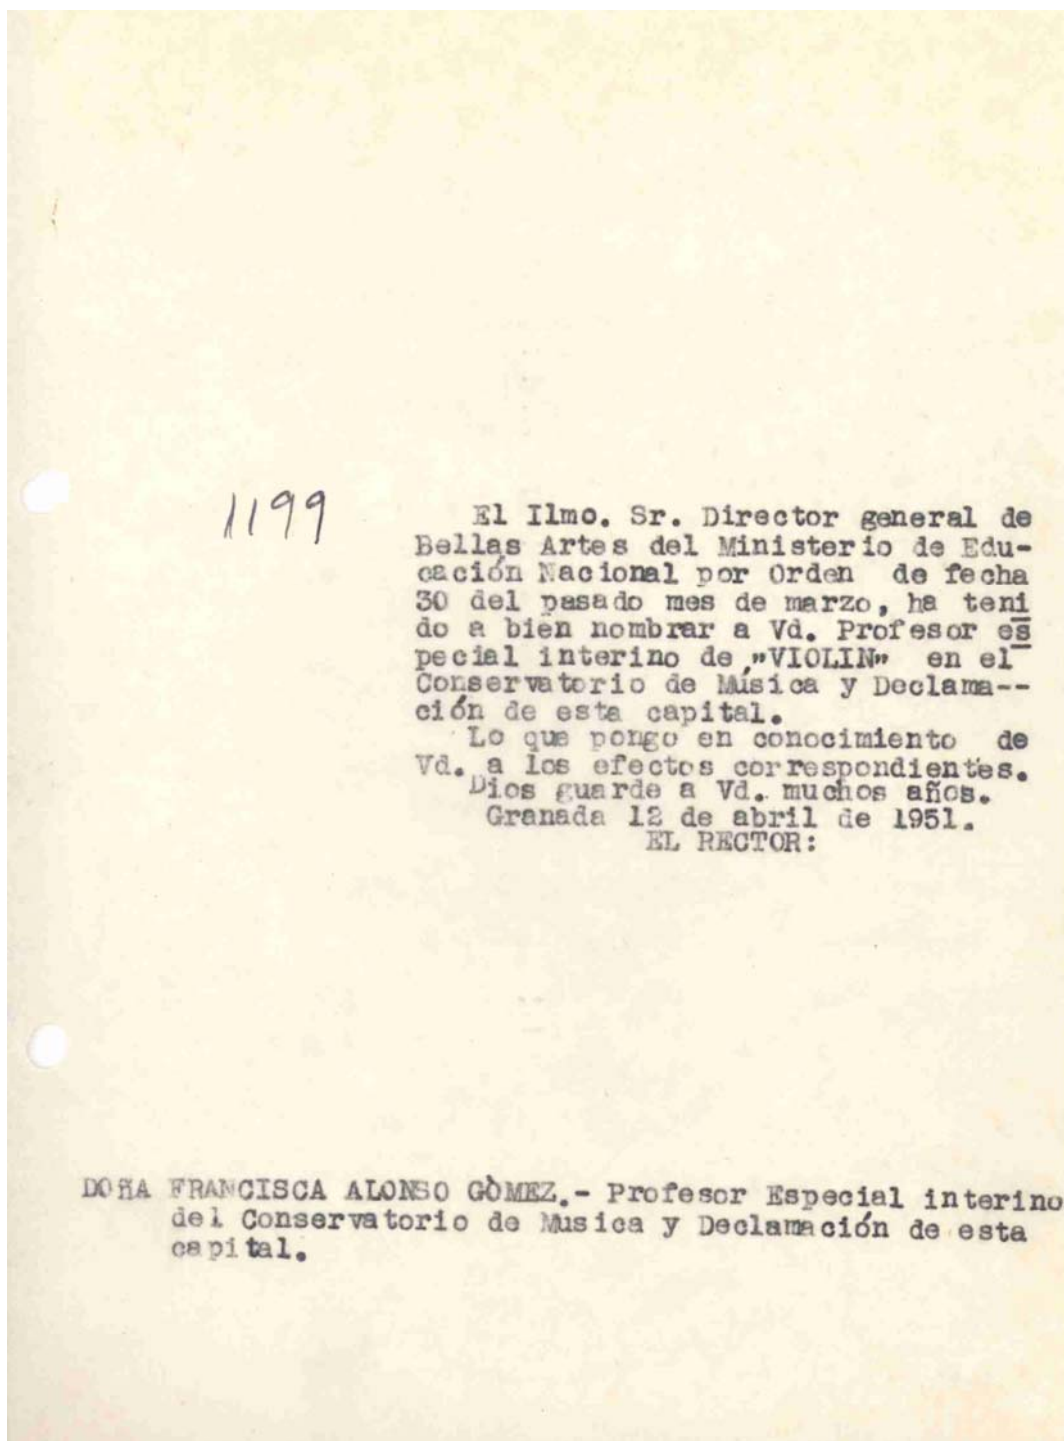 1199
El Ilmo. Sr. Director general de
Bellas Artes del Ministerio de Edu-
cación Nacional por Orden de fecha
30 del pasado mes de marzo, ha teni
do a bien nombrar a Vd. Profesor es
pecial interino de "VIOLIN" en el
Conservatorio de Música y Declama--
ción de esta capital.
Lo que pongo en conocimiento de
Vd. a los efectos correspondientes.
Dios guarde a Vd. muchos años.
Granada 12 de abril de 1951.
EL RECTOR:
DOÑA FRANCISCA ALONSO GÒMEZ.- Profesor Especial interino
del Conservatorio de Musica y Declamación de esta
capital.